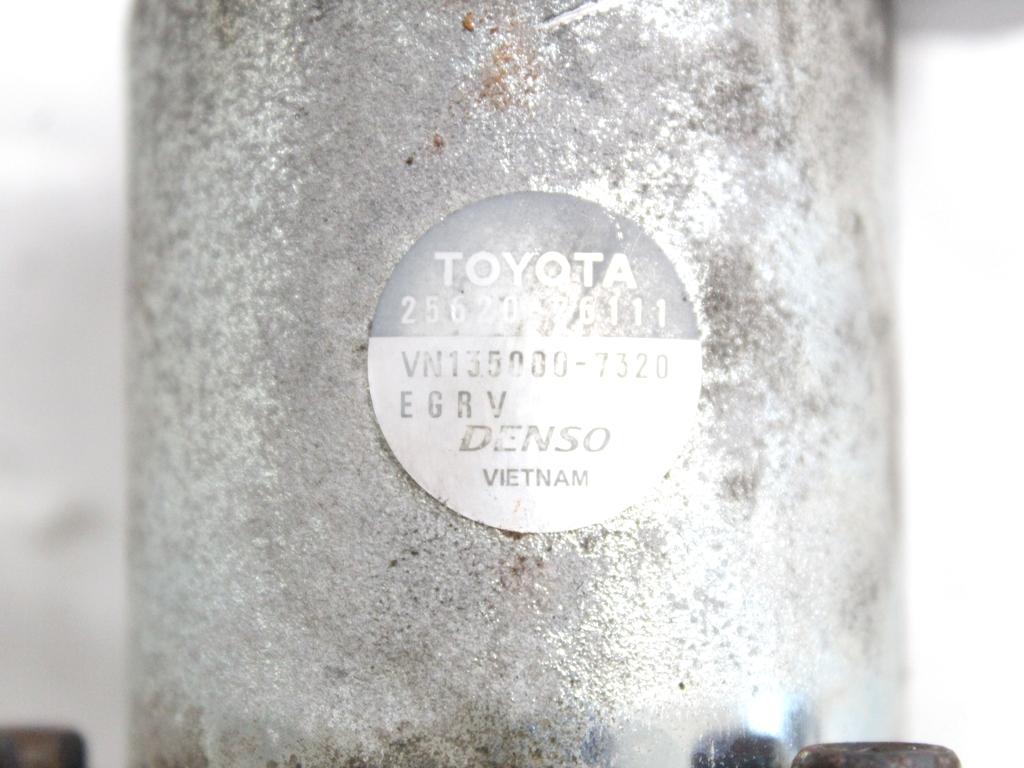 TOYOTA
25620-26111
VN135000-7320
EGRV
DENSO
VIETNAM